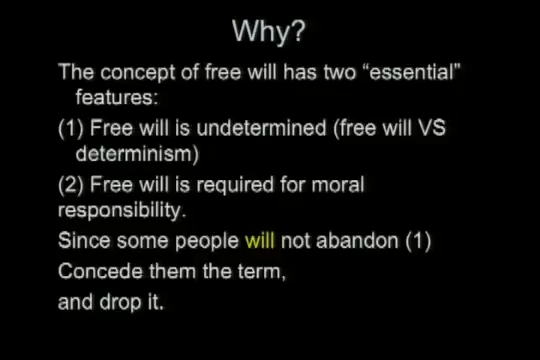 Why?
The concept of free will has two “essential”
features:
(1) Free will is undetermined (free will VS
determinism)
(2) Free will is required for moral
responsibility.
Since some people will not abandon (1)
Concede them the term,
and drop it.